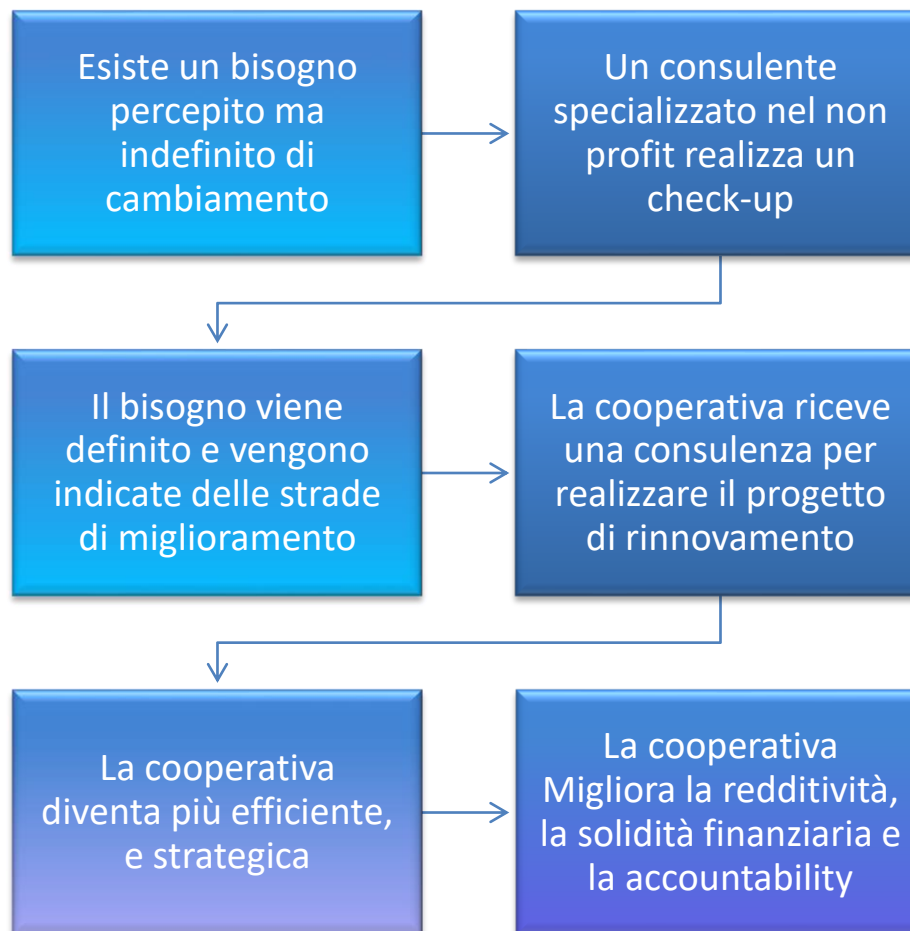 Esiste un bisogno
percepito ma
indefinito di
cambiamento
Un consulente
specializzato nel non
profit realizza un
check-up
Il bisogno viene
definito e vengono
indicate delle strade
di miglioramento
La cooperativa riceve
una consulenza per
realizzare il progetto
di rinnovamento
La cooperativa
diventa più efficiente,
e strategica
La cooperativa
Migliora la redditività,
la solidità finanziaria e
la accountability